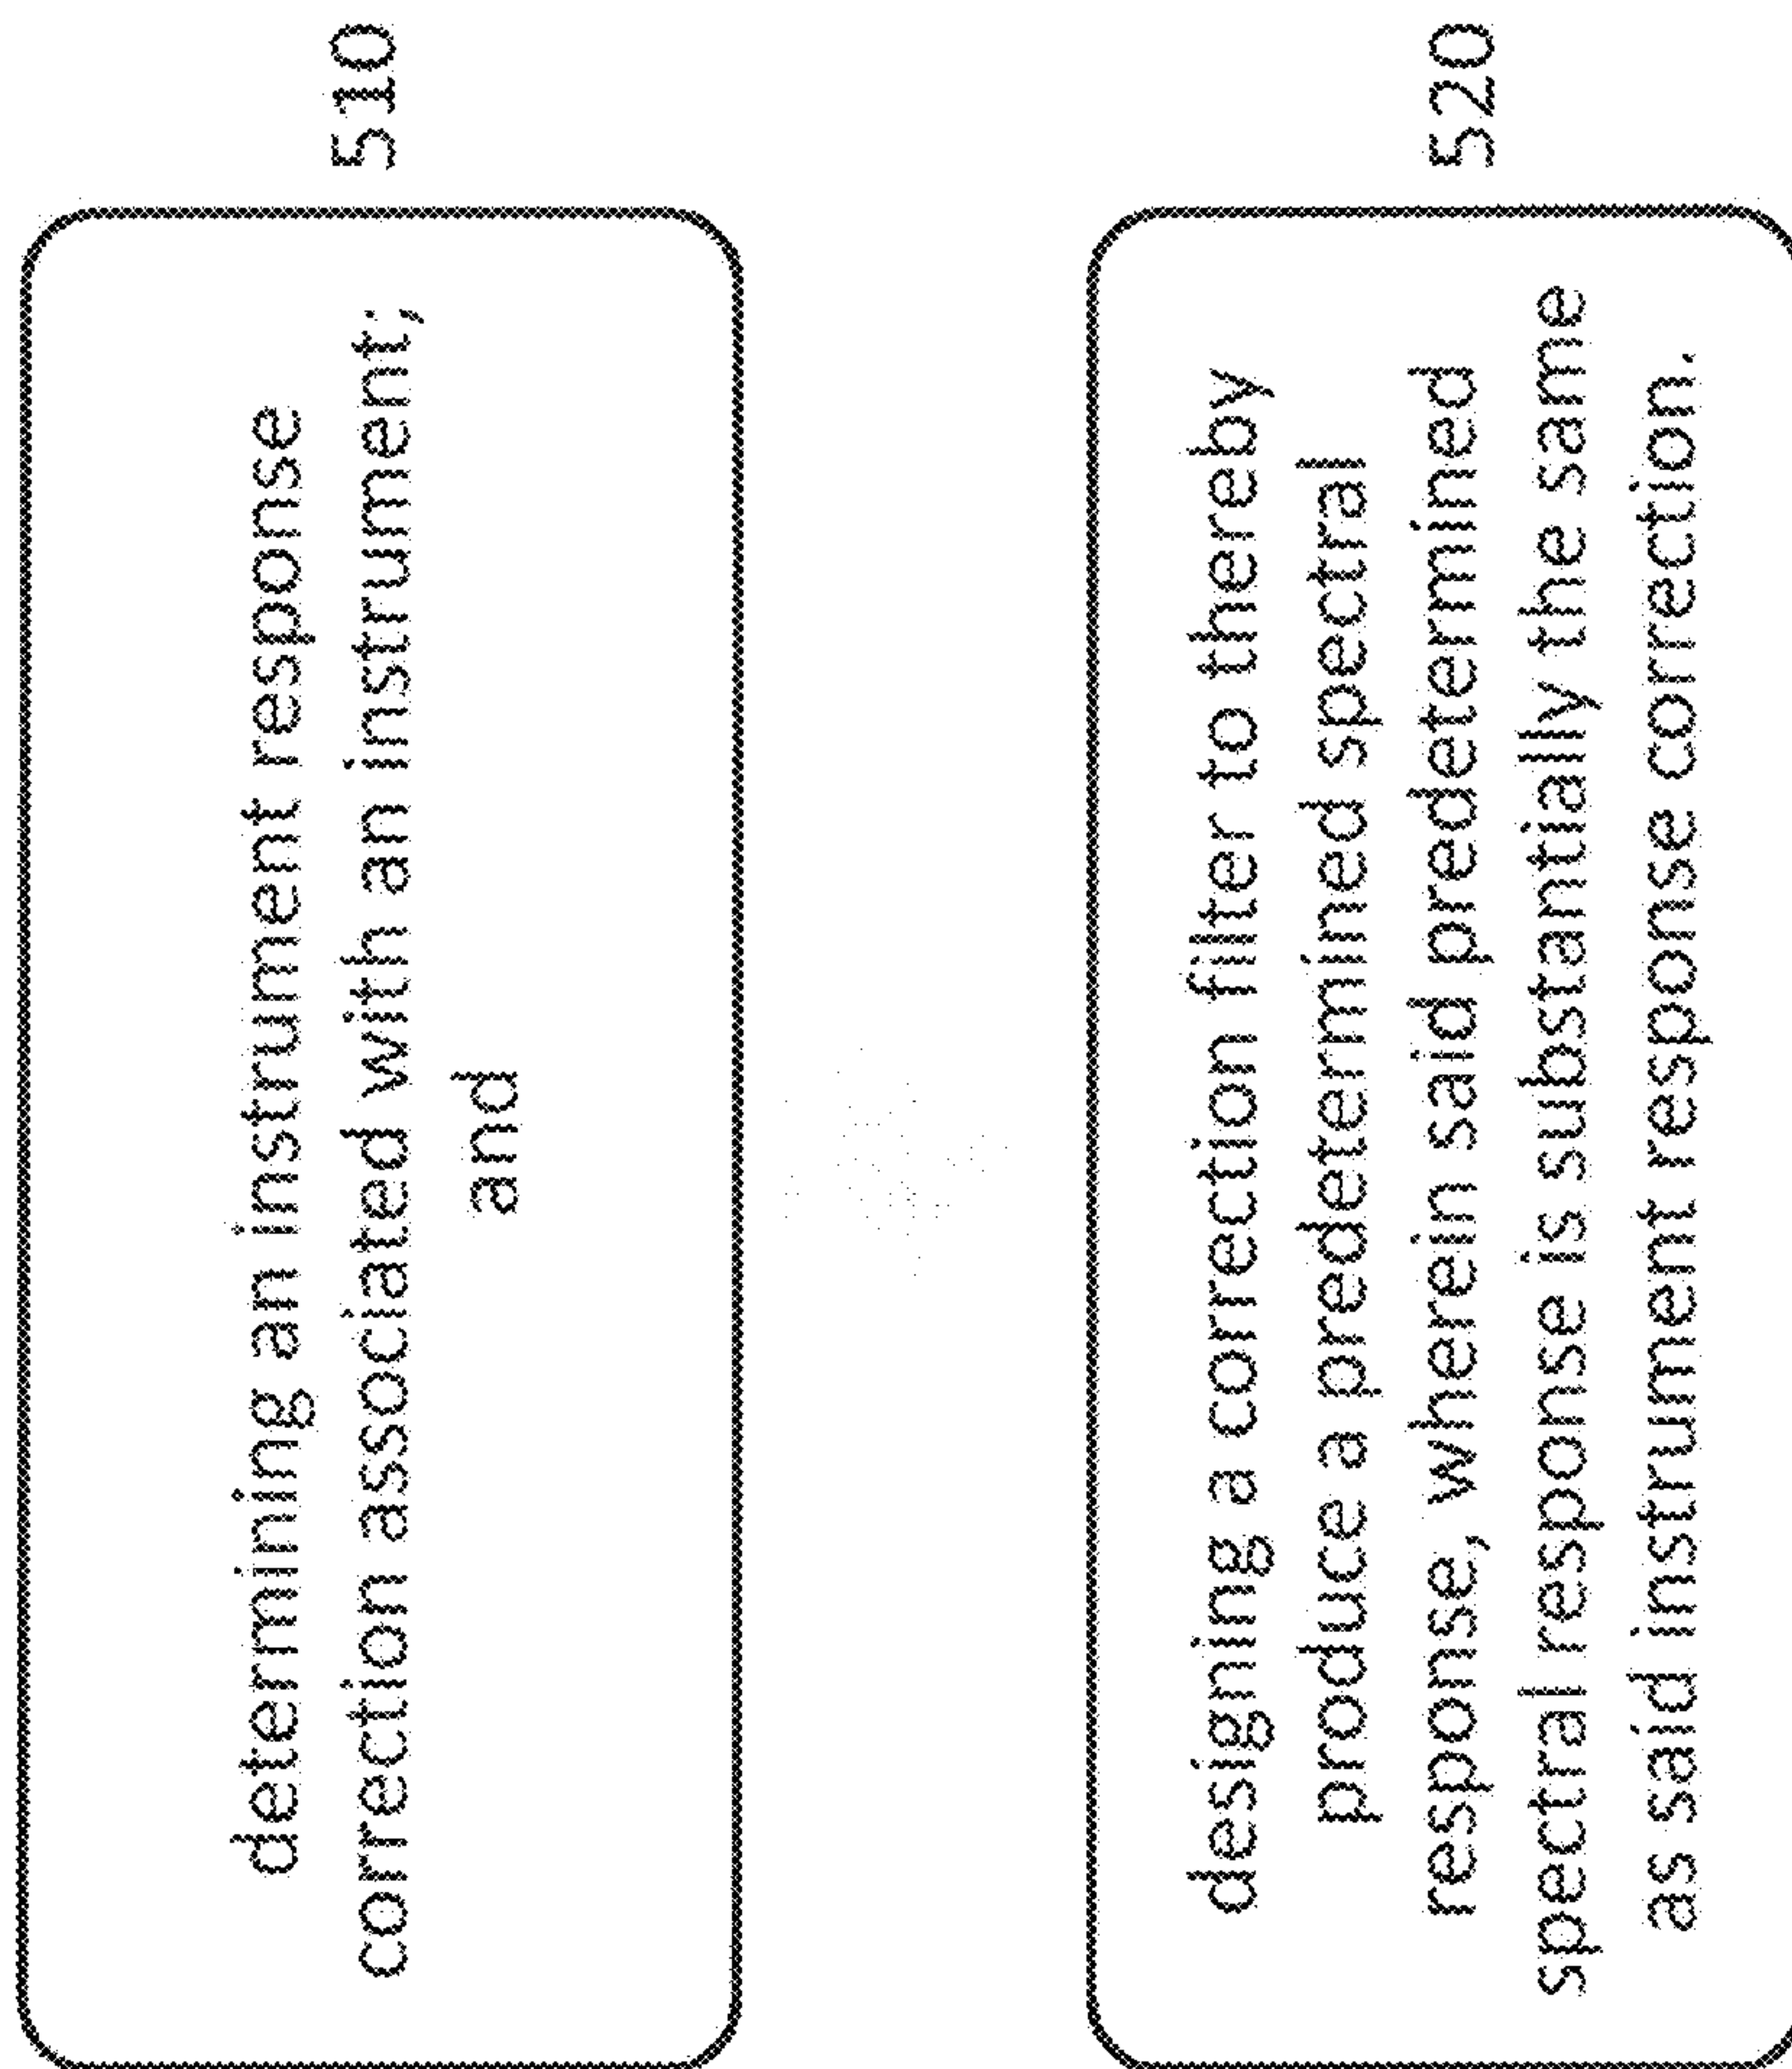 determining an instrument response
correction associated with an instrument;
and
510
designing a correction filter to thereby
produce a predetermined spectral
response, wherein said predetermined
spectral response is substantially the same
as said instrument response correction.
520